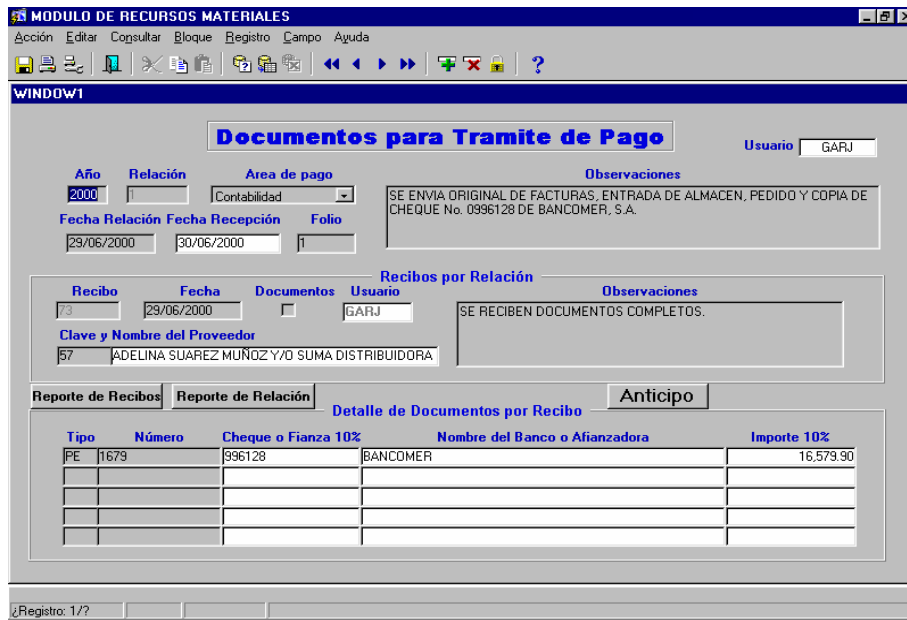 MODULO DE RECURSOS MATERIALES
Acción Editar Consultar Bloque Registro Campo Ayuda
WINDOW1
Documentos para Tramite de Pago
Usuario GARJ
Año Relación Area de pago Observaciones
2000 1 Contabilidad SE ENVIA ORIGINAL DE FACTURAS, ENTRADA DE ALMACEN, PEDIDO Y COPIA DE
CHEQUE No. 0996128 DE BANCOMER, S.A.
Fecha Relación Fecha Recepción Folio
29/06/2000 30/06/2000 1
Recibos por Relación
Recibo Fecha Documentos Usuario Observaciones
73 29/06/2000 GARJ SE RECIBEN DOCUMENTOS COMPLETOS.
Clave y Nombre del Proveedor
57 ADELINA SUAREZ MUÑOZ Y/O SUMA DISTRIBUIDORA
Reporte de Recibos Reporte de Relación Anticipo
Detalle de Documentos por Recibo
Tipo Número Cheque o Fianza 10% Nombre del Banco o Afianzadora Importe 10%
PE 1679 996128 BANCOMER 16,579.90
¿Registro: 1/?